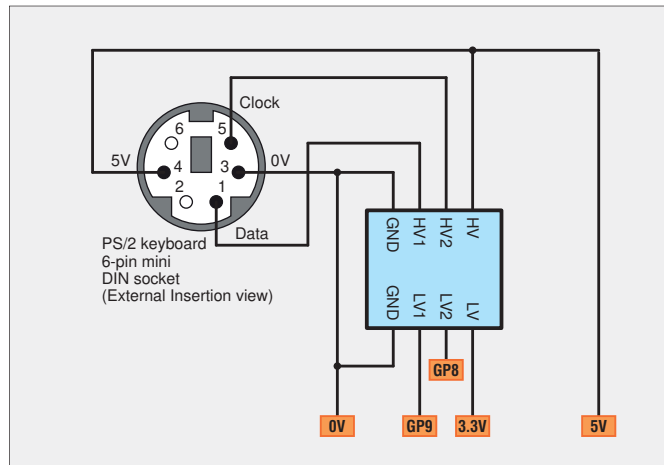 Clock
6
5
5V
4
3
0V
2
1
Data
PS/2 keyboard
6-pin mini
DIN socket
(External Insertion view)
GND
HV1
HV2
HV
GND
LV1
LV2
LV
GP8
0V
GP9
3.3V
5V